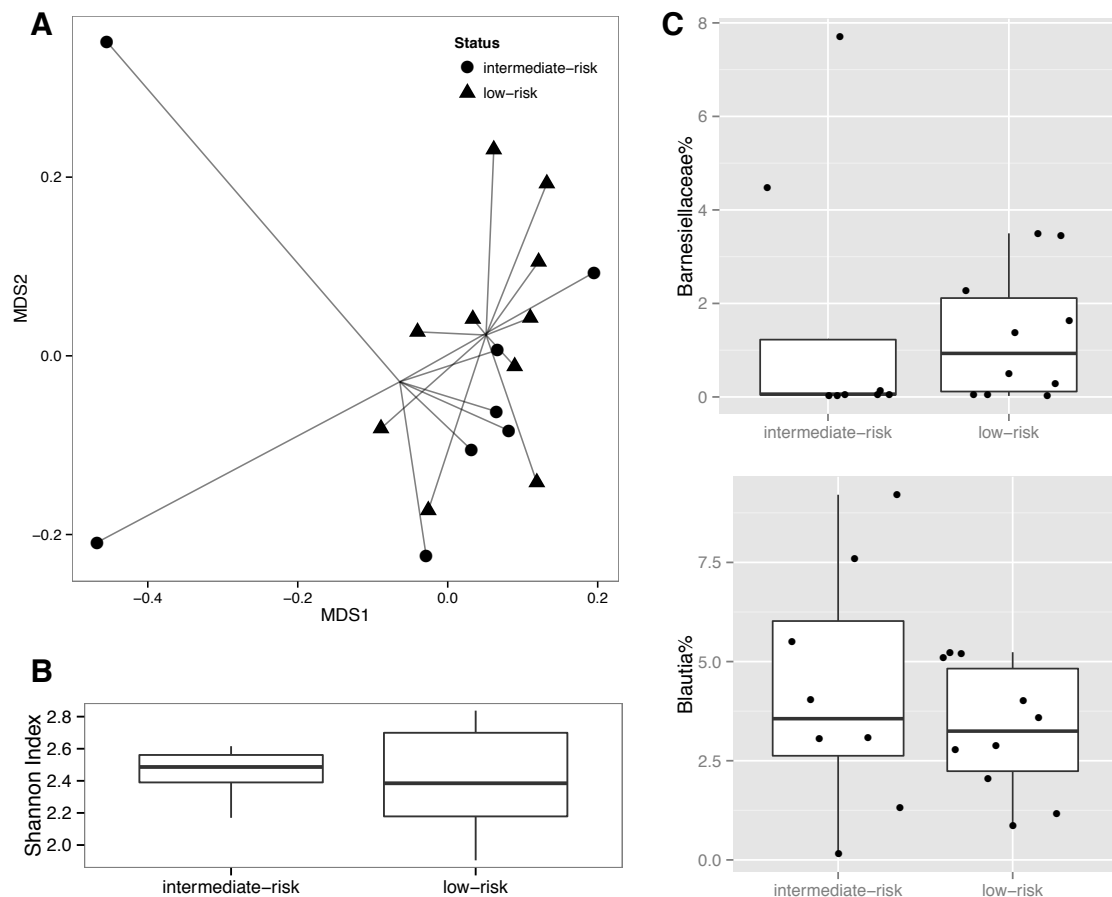 A
Status
intermediate−risk
low−risk
0.2
0.0
−0.2
MDS2
−0.4
−0.2
0.0
0.2
MDS1
B
2.8
2.6
2.4
2.2
2.0
Shannon Index
intermediate−risk
low−risk
C
8
6
4
2
0
Barnesiellaceae%
intermediate−risk
low−risk
7.5
5.0
2.5
0.0
Blautia%
intermediate−risk
low−risk